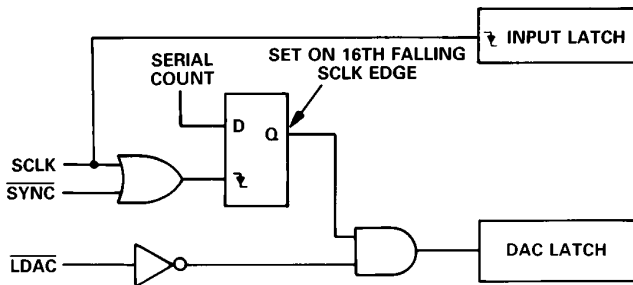 INPUT LATCH
SERIAL
COUNT
SET ON 16TH FALLING
SCLK EDGE
D
Q
SCLK
SYNC
LDAC
DAC LATCH